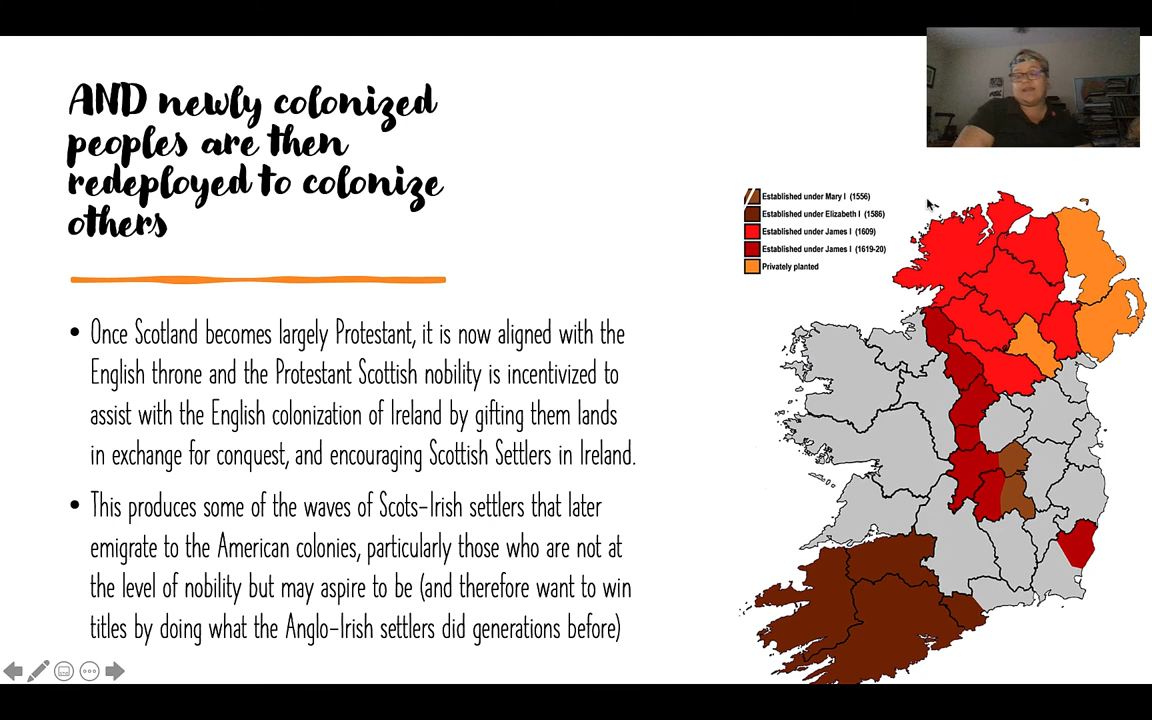 AND newly colonized
peoples are then
redeployed to colonize
others
• Once Scotland becomes largely Protestant, it is now aligned with the
English throne and the Protestant Scottish nobility is incentivized to
assist with the English colonization of Ireland by gifting them lands
in exchange for conquest, and encouraging Scottish Settlers in Ireland.
• This produces some of the waves of Scots-Irish settlers that later
emigrate to the American colonies, particularly those who are not at
the level of nobility but may aspire to be (and therefore want to win
titles by doing what the Anglo-Irish settlers did generations before)
Established under Mary I (1556)
Established under Elizabeth I (1586)
Established under James I (1609)
Established under James I (1619-20)
Privately planted